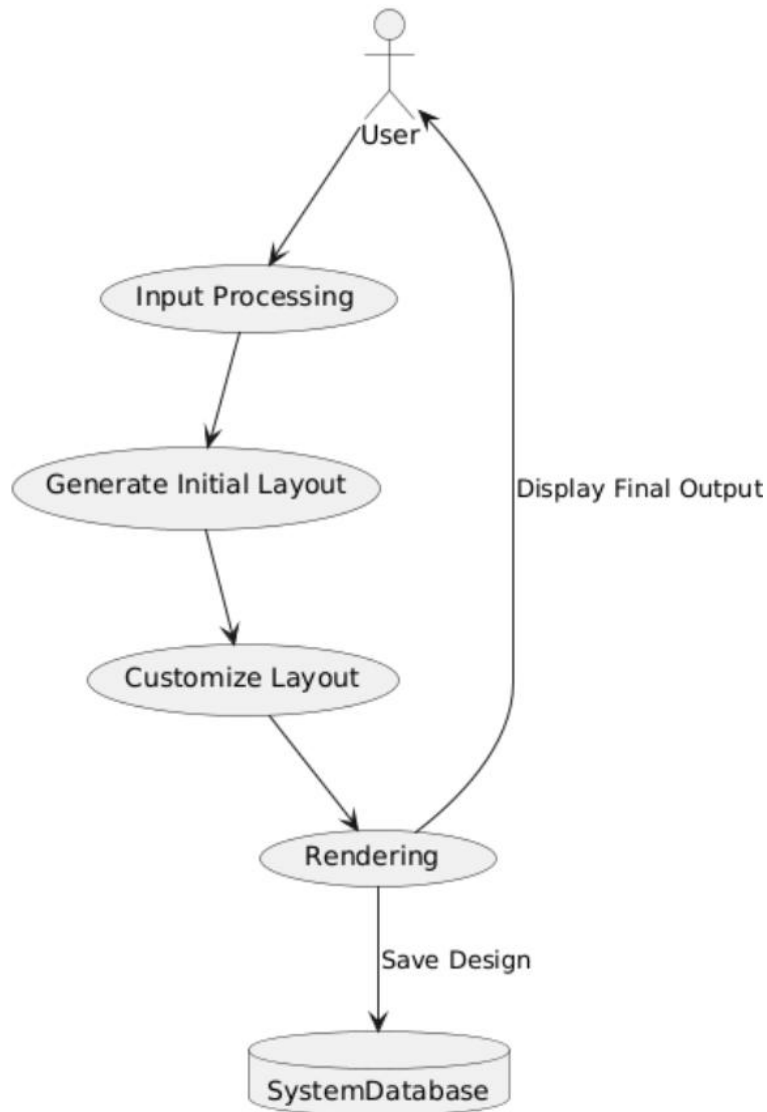 User
Input Processing
Generate Initial Layout
Display Final Output
Customize Layout
Rendering
Save Design
SystemDatabase